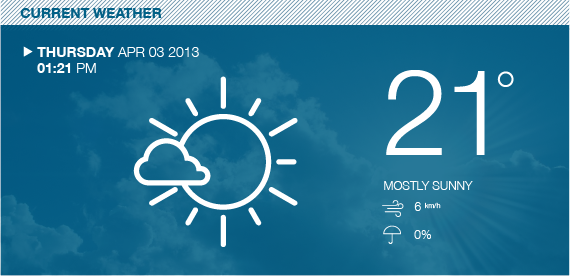 CURRENT WEATHER
THURSDAY APR 03 2013
01:21 PM
21°
MOSTLY SUNNY
6 km/h
0%